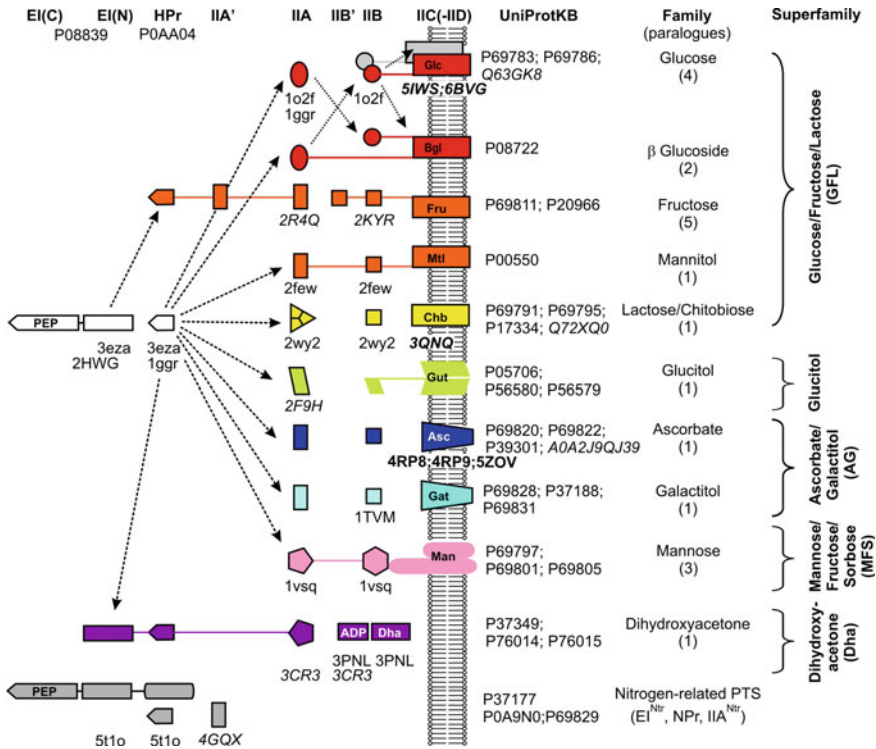 EI(C) EI(N) HPr IIA' IIA IIB' IIB IIC(-IID) UniProtKB Family Superfamily
P08839 P0AA04 (paralogues)
Glc P69783; P69786; Glucose
1o2f 1o2f Q63GK8 (4)
1ggr 5IWS;6BVG
Bgl P08722 β Glucoside
(2)
Fru P69811; P20966 Fructose
2R4Q 2KYR (5)
Mtl P00550 Mannitol
2few 2few (1)
Glucose/Fructose/Lactose
(GFL)
PEP Chb P69791; P69795; Lactose/Chitobiose
3eza 3eza 2wy2 2wy2 P17334; Q72XQ0 (1)
2HWG 1ggr 3QNQ
Gut P05706; Glucitol
2F9H P56580; P56579 (1)
Glucitol
Asc P69820; P69822; Ascorbate
P39301; A0A2J9QJ39 (1)
4RP8;4RP9;5ZOV
Gat P69828; P37188; Galactitol
1TVM P69831 (1)
Ascorbate/
Galactitol
(AG)
Man P69797; Mannose
1vsq 1vsq P69801; P69805 (3)
Mannose/
Fructose/
Sorbose
(MFS)
ADP Dha P37349; Dihydroxyacetone
3CR3 3PNL 3PNL P76014; P76015 (1)
3CR3
Dihydroxy-
acetone
(Dha)
PEP P37177 Nitrogen-related PTS
P0A9N0;P69829 (EINtr, NPr, IIANtr)
5t1o 5t1o 4GQX